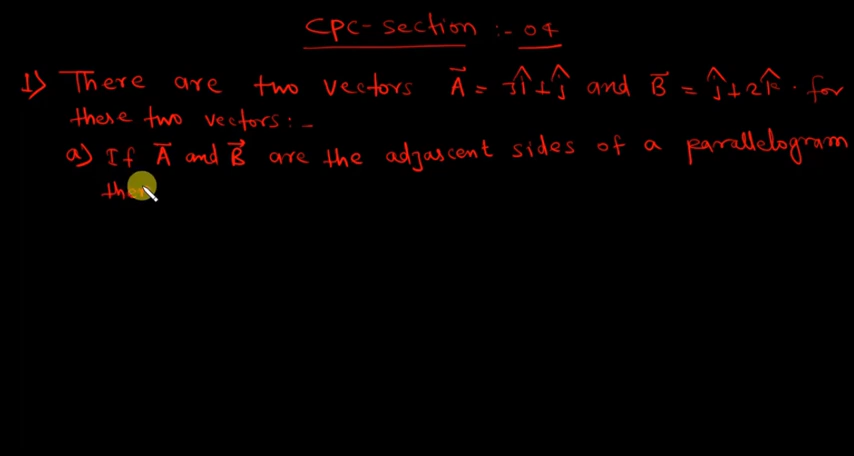 CPC-section :- 04
1) There are two vectors A⃗ = 3î + ĵ and B⃗ = ĵ + 2k̂ . for
these two vectors :-
a) If A⃗ and B⃗ are the adjascent sides of a parallelogram